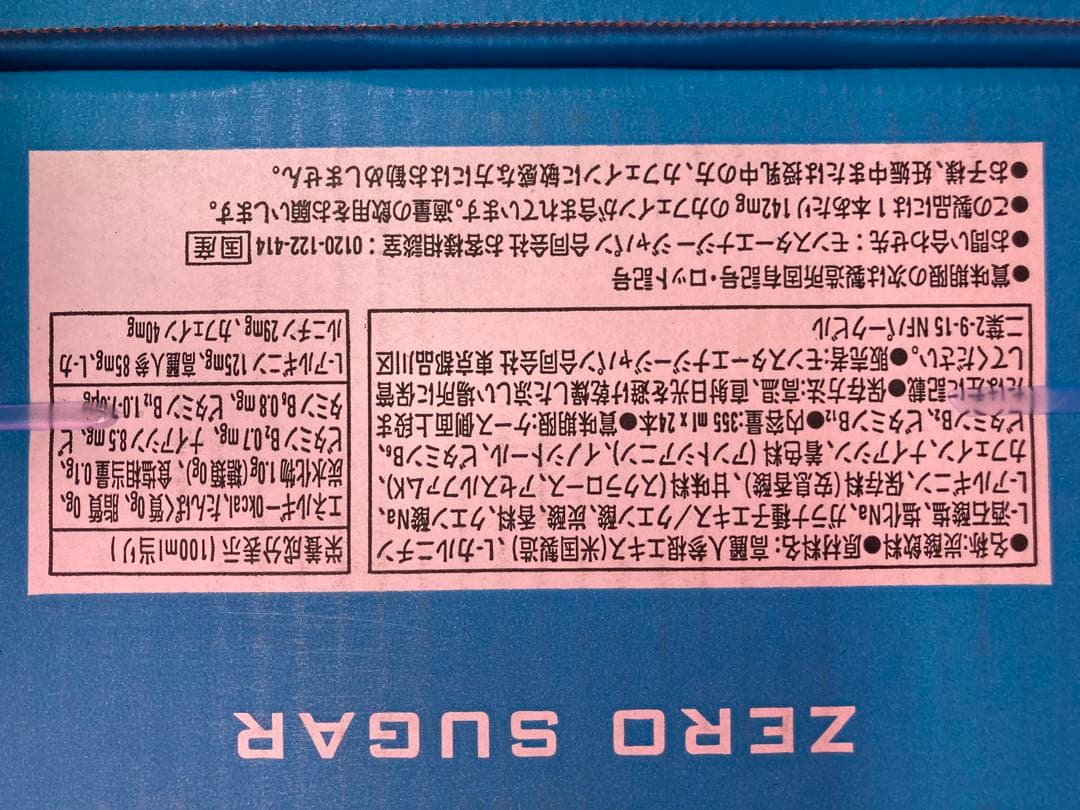 ZERO SUGAR
●名称:炭酸飲料●原材料名:高麗人参根エキス(米国製造)、L-カルニチン
L-酒石酸塩、塩化Na、ガラナ種子エキス/クエン酸、炭酸、香料、クエン酸Na、
L-アルギニン、保存料(安息香酸)、甘味料(スクラロース、アセスルファムK)、
カフェイン、ナイアシン、着色料(アントシアニン)、イノシトール、ビタミンB₆、
ビタミンB₂、ビタミンB₁₂●内容量:355 ml x 24本●賞味期限:ケース側面上段ま
たは左に記載●保存方法:高温、直射日光を避け乾燥した涼しい場所に保管
してください。●販売者:モンスターエナジージャパン合同会社 東京都品川区
二葉2-9-15 NFパークビル
栄養成分表示(100ml当り)
エネルギー0kcal、たんぱく質0g、脂質0g、
炭水化物1.0g(糖類0g)、食塩相当量0.1g、
ビタミンB₂0.7mg、ナイアシン8.5mg、ビ
タミンB₆0.8mg、ビタミンB₁₂
L-アルギニン125mg、高麗人参85mg、L-カ
ルニチン29mg、カフェイン40mg
●賞味期限の次は製造所固有記号・ロット記号
●お問い合わせ先:モンスターエナジージャパン合同会社お客様相談室:0120-122-414 国産
●この製品には1本あたり142mgのカフェインが含まれています。適量の飲用をお願いします。
●お子様、妊娠中または授乳中の方、カフェインに敏感な方にはお勧めしません。